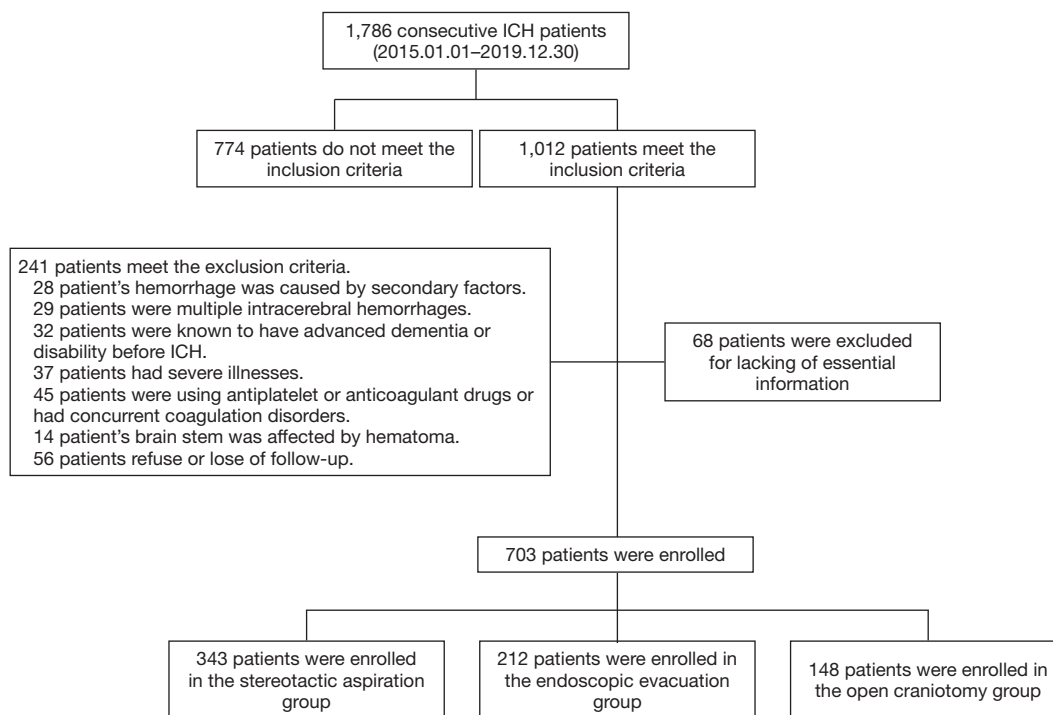 1,786 consecutive ICH patients
(2015.01.01–2019.12.30)
774 patients do not meet the
inclusion criteria
1,012 patients meet the
inclusion criteria
241 patients meet the exclusion criteria.
28 patient's hemorrhage was caused by secondary factors.
29 patients were multiple intracerebral hemorrhages.
32 patients were known to have advanced dementia or
disability before ICH.
37 patients had severe illnesses.
45 patients were using antiplatelet or anticoagulant drugs or
had concurrent coagulation disorders.
14 patient's brain stem was affected by hematoma.
56 patients refuse or lose of follow-up.
68 patients were excluded
for lacking of essential
information
703 patients were enrolled
343 patients were enrolled
in the stereotactic aspiration
group
212 patients were enrolled in
the endoscopic evacuation
group
148 patients were enrolled in
the open craniotomy group